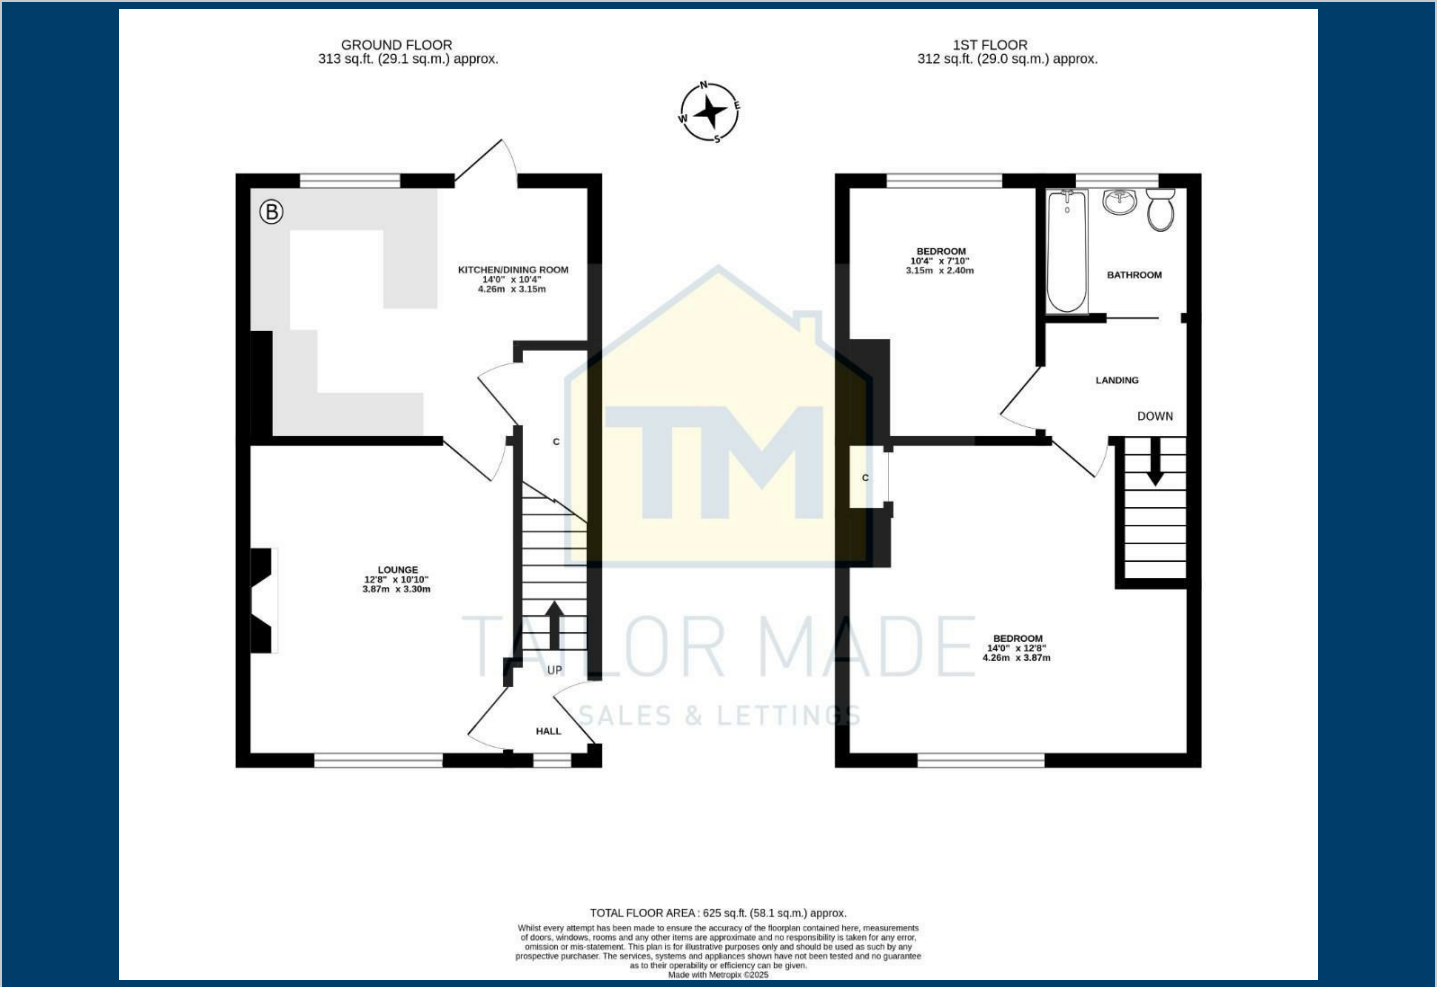 GROUND FLOOR
313 sq.ft. (29.1 sq.m.) approx.
1ST FLOOR
312 sq.ft. (29.0 sq.m.) approx.
N
E
W
S
B
KITCHEN/DINING ROOM
14'0" x 10'4"
4.26m x 3.15m
C
LOUNGE
12'8" x 10'10"
3.87m x 3.30m
UP
HALL
BEDROOM
10'4" x 7'10"
3.15m x 2.40m
BATHROOM
LANDING
DOWN
C
BEDROOM
14'0" x 12'8"
4.26m x 3.87m
TM
TAILOR MADE
SALES & LETTINGS
TOTAL FLOOR AREA : 625 sq.ft. (58.1 sq.m.) approx.
Whilst every attempt has been made to ensure the accuracy of the floorplan contained here, measurements
of doors, windows, rooms and any other items are approximate and no responsibility is taken for any error,
omission or mis-statement. This plan is for illustrative purposes only and should be used as such by any
prospective purchaser. The services, systems and appliances shown have not been tested and no guarantee
as to their operability or efficiency can be given.
Made with Metropix ©2025